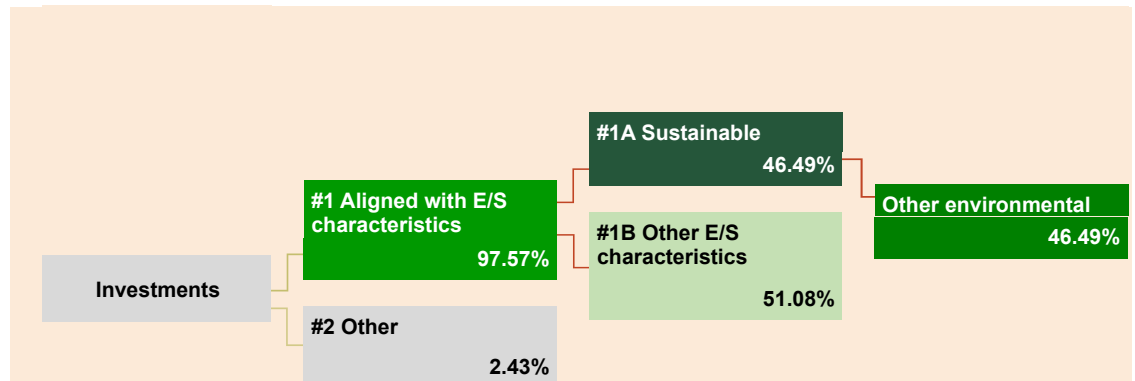 Investments
#1 Aligned with E/S
characteristics
97.57%
#2 Other
2.43%
#1A Sustainable
46.49%
#1B Other E/S
characteristics
51.08%
Other environmental
46.49%